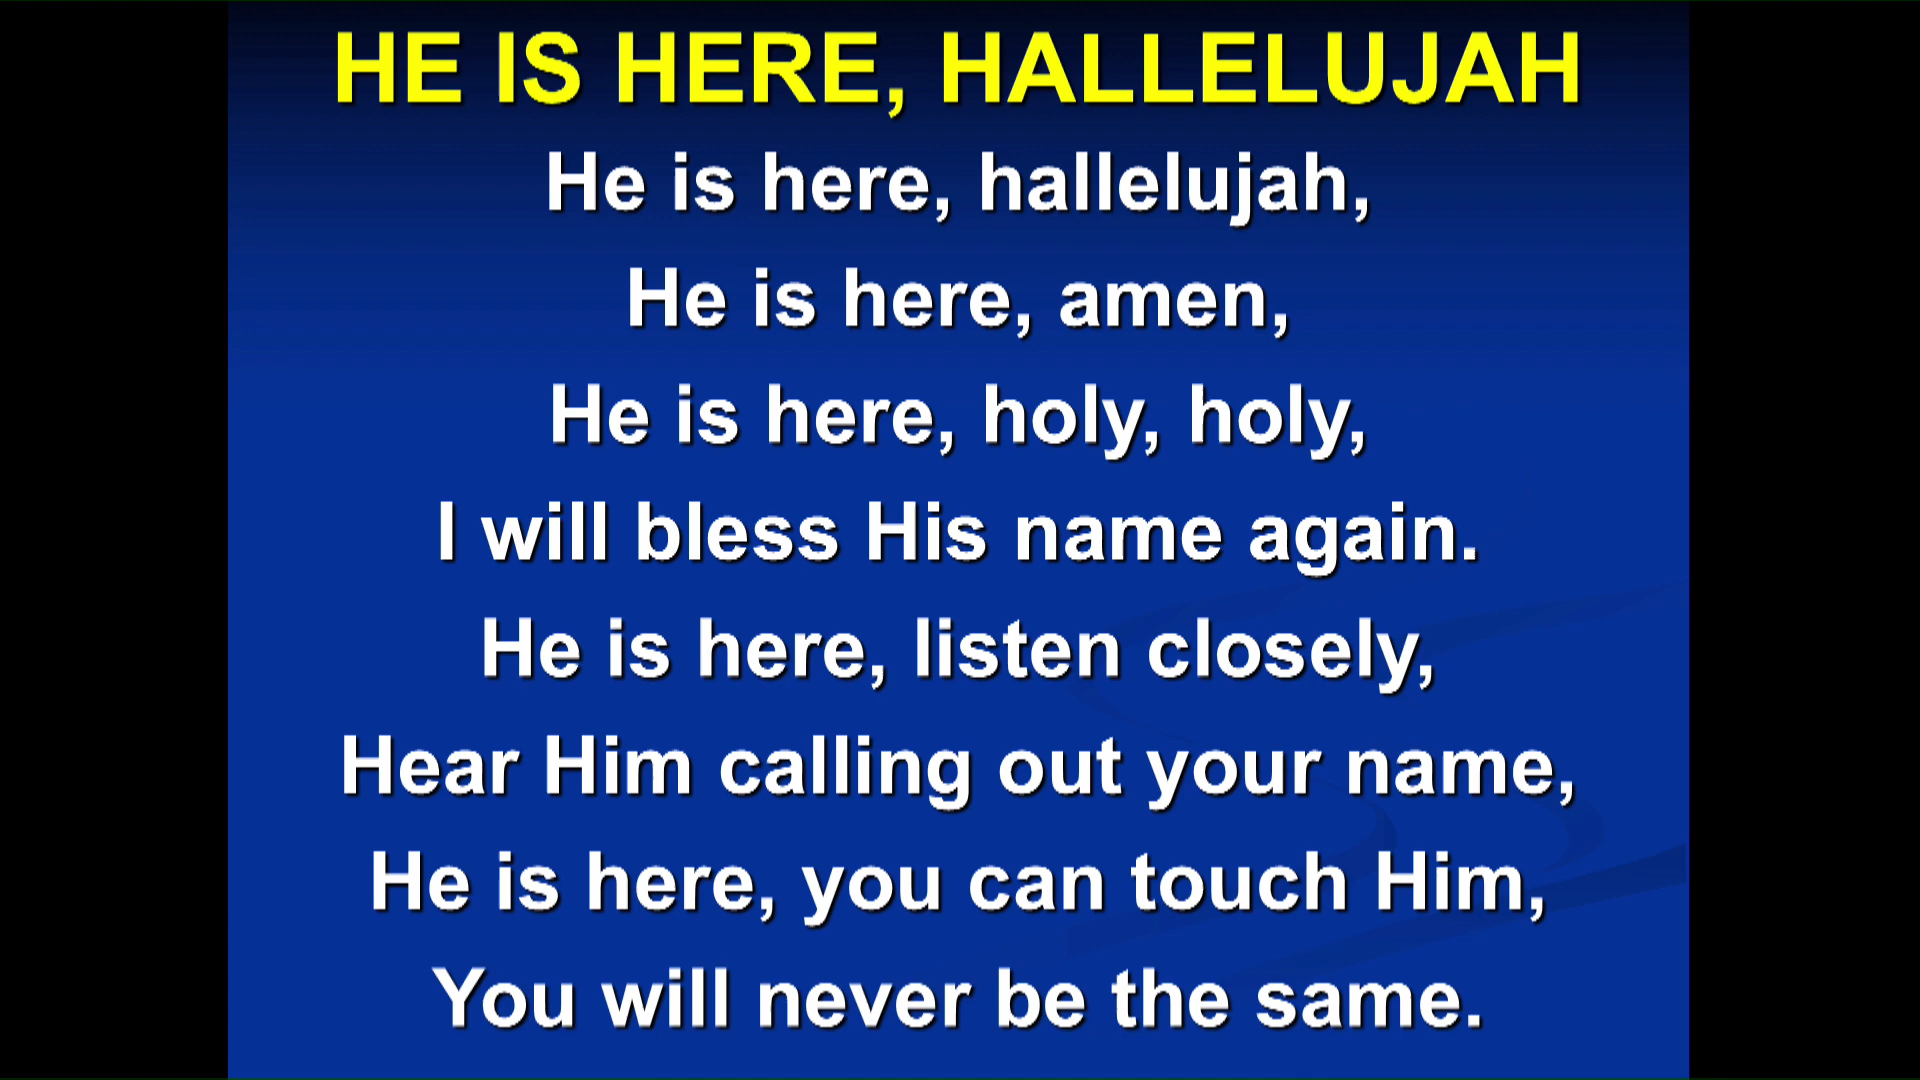 HE IS HERE, HALLELUJAH
He is here, hallelujah,
He is here, amen,
He is here, holy, holy,
I will bless His name again.
He is here, listen closely,
Hear Him calling out your name,
He is here, you can touch Him,
You will never be the same.